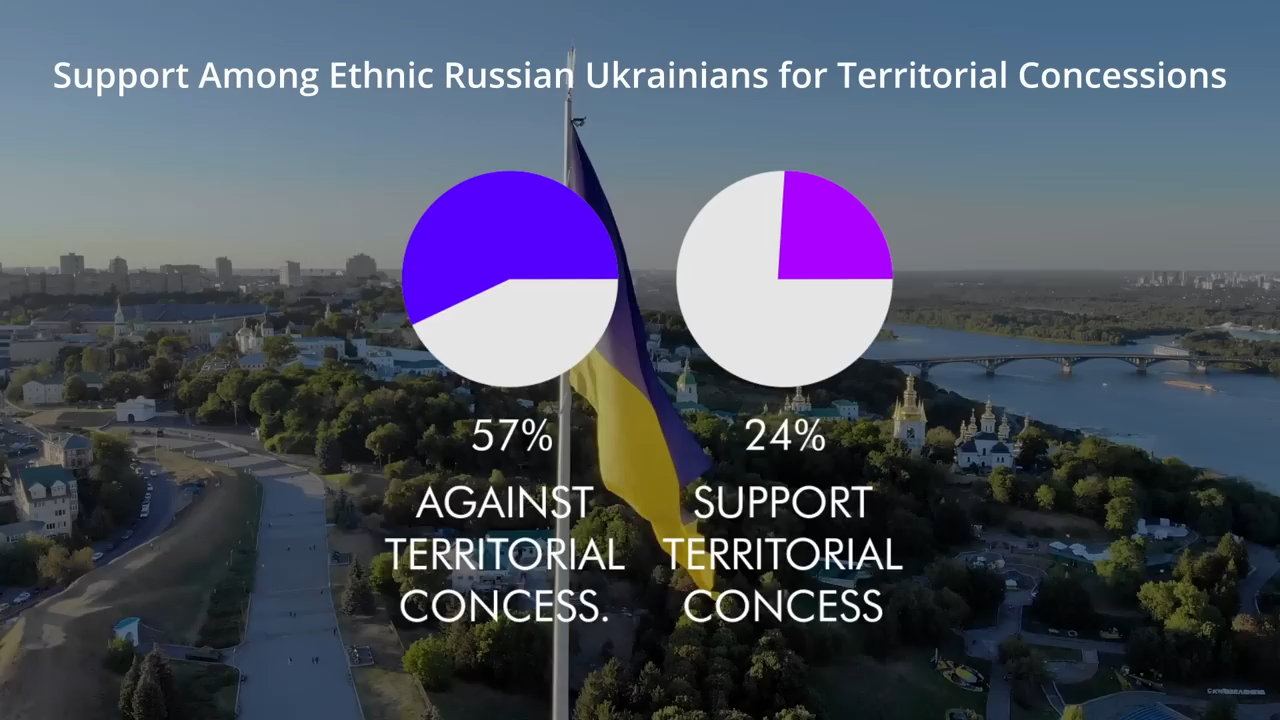 Support Among Ethnic Russian Ukrainians for Territorial Concessions
57%
AGAINST
TERRITORIAL
CONCESS.
24%
SUPPORT
TERRITORIAL
CONCESS